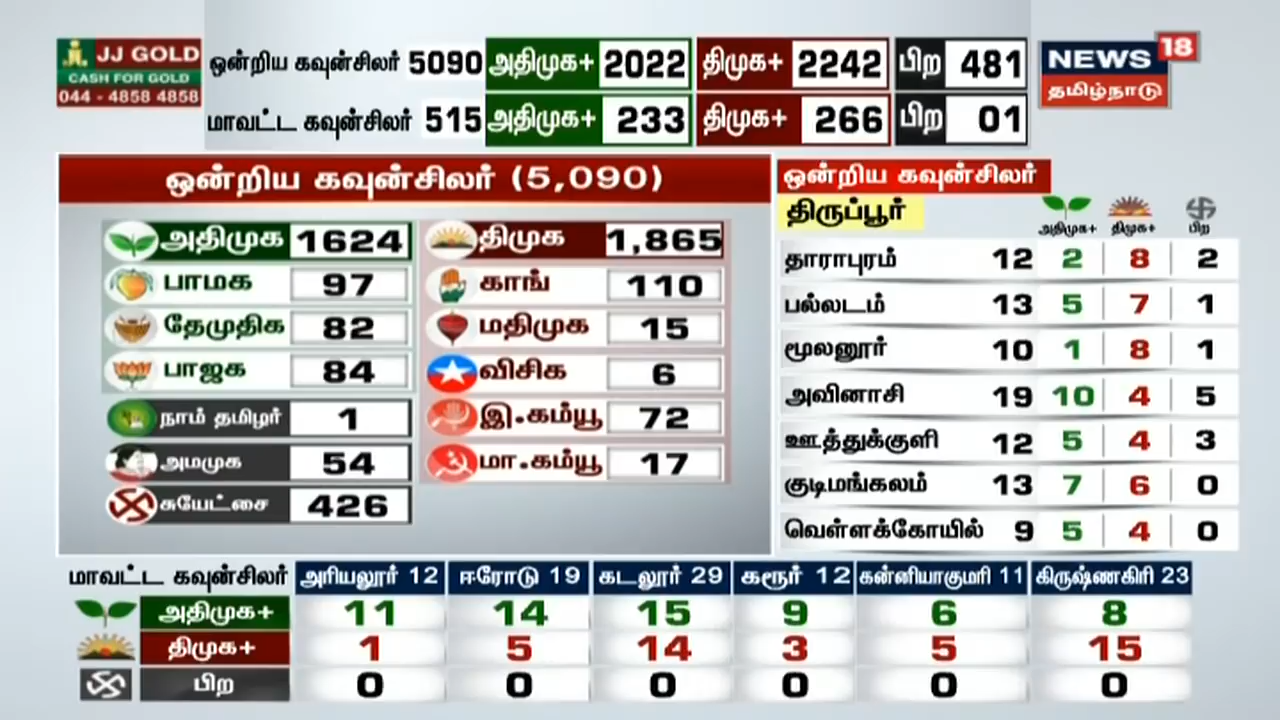 JJ GOLD
CASH FOR GOLD
044 - 4858 4858
ஒன்றிய கவுன்சிலர் 5090 அதிமுக+ 2022 திமுக+ 2242 பிற 481
மாவட்ட கவுன்சிலர் 515 அதிமுக+ 233 திமுக+ 266 பிற 01
NEWS 18
தமிழ்நாடு
ஒன்றிய கவுன்சிலர் (5,090)
அதிமுக 1624 திமுக 1,865
பாமக 97 காங் 110
தேமுதிக 82 மதிமுக 15
பாஜக 84 விசிக 6
நாம் தமிழர் 1 இ.கம்யூ 72
அமமுக 54 மா.கம்யூ 17
சுயேட்சை 426
ஒன்றிய கவுன்சிலர்
திருப்பூர் அதிமுக+ திமுக+ பிற
தாராபுரம் 12 2 8 2
பல்லடம் 13 5 7 1
மூலனூர் 10 1 8 1
அவினாசி 19 10 4 5
ஊத்துக்குளி 12 5 4 3
குடிமங்கலம் 13 7 6 0
வெள்ளக்கோயில் 9 5 4 0
மாவட்ட கவுன்சிலர் அரியலூர் 12 ஈரோடு 19 கடலூர் 29 கரூர் 12 கன்னியாகுமரி 11 கிருஷ்ணகிரி 23
அதிமுக+ 11 14 15 9 6 8
திமுக+ 1 5 14 3 5 15
பிற 0 0 0 0 0 0